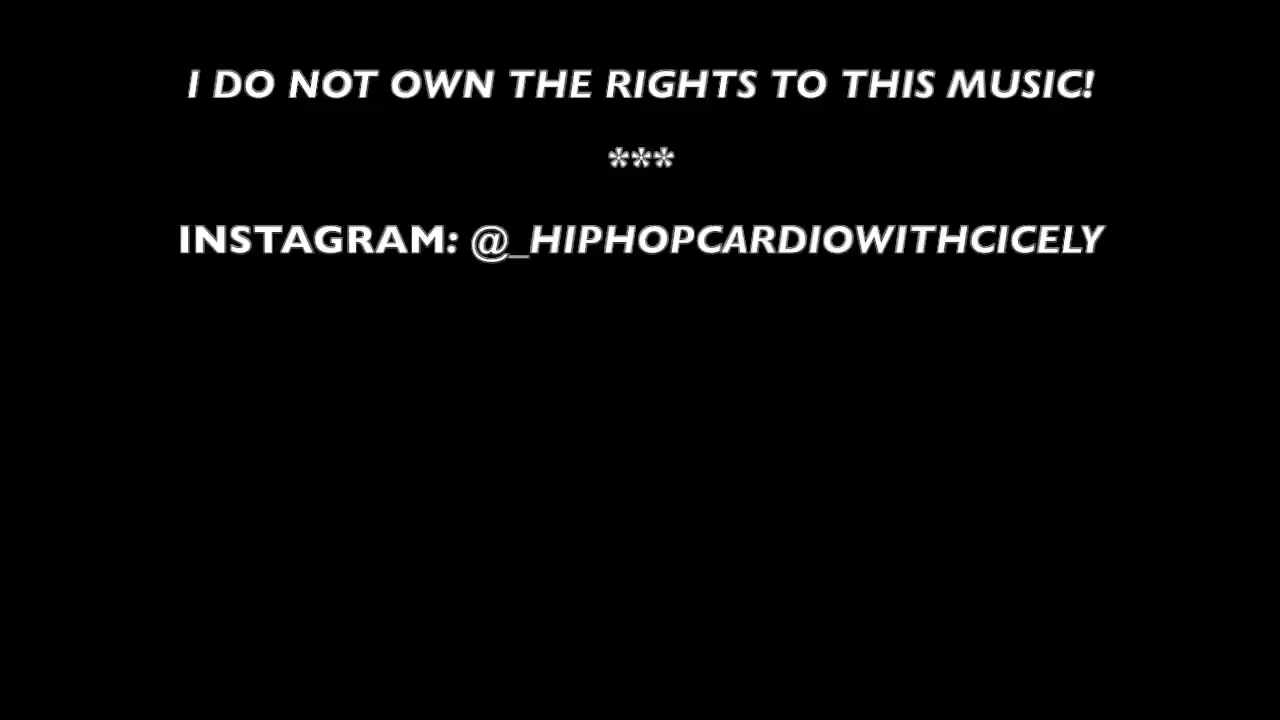 I DO NOT OWN THE RIGHTS TO THIS MUSIC!
***
INSTAGRAM: @_HIPHOPCARDIOWITHCICELY